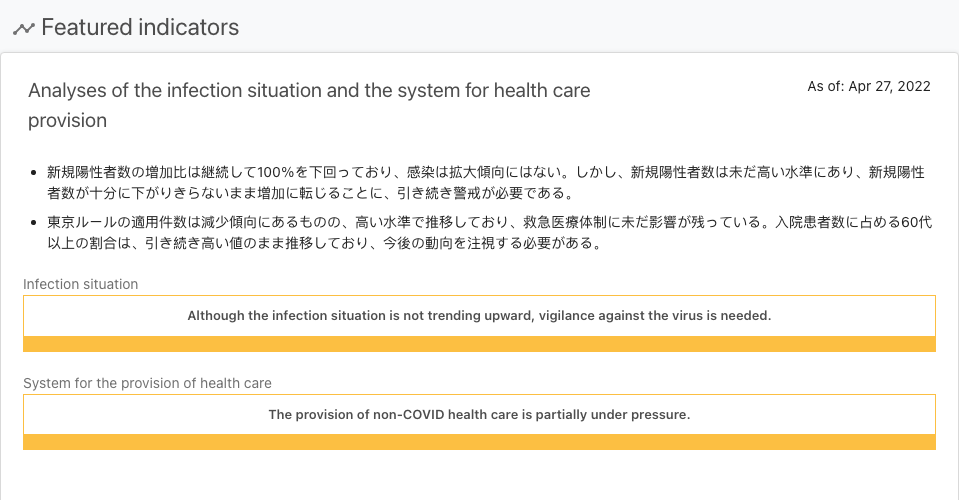 Featured indicators
Analyses of the infection situation and the system for health care
provision
As of: Apr 27, 2022
• 新規陽性者数の増加比は継続して100%を下回っており、感染は拡大傾向にはない。しかし、新規陽性者数は未だ高い水準にあり、新規陽性
者数が十分に下がりきらないまま増加に転じることに、引き続き警戒が必要である。
• 東京ルールの適用件数は減少傾向にあるものの、高い水準で推移しており、救急医療体制に未だ影響が残っている。入院患者数に占める60代
以上の割合は、引き続き高い値のまま推移しており、今後の動向を注視する必要がある。
Infection situation
Although the infection situation is not trending upward, vigilance against the virus is needed.
System for the provision of health care
The provision of non-COVID health care is partially under pressure.